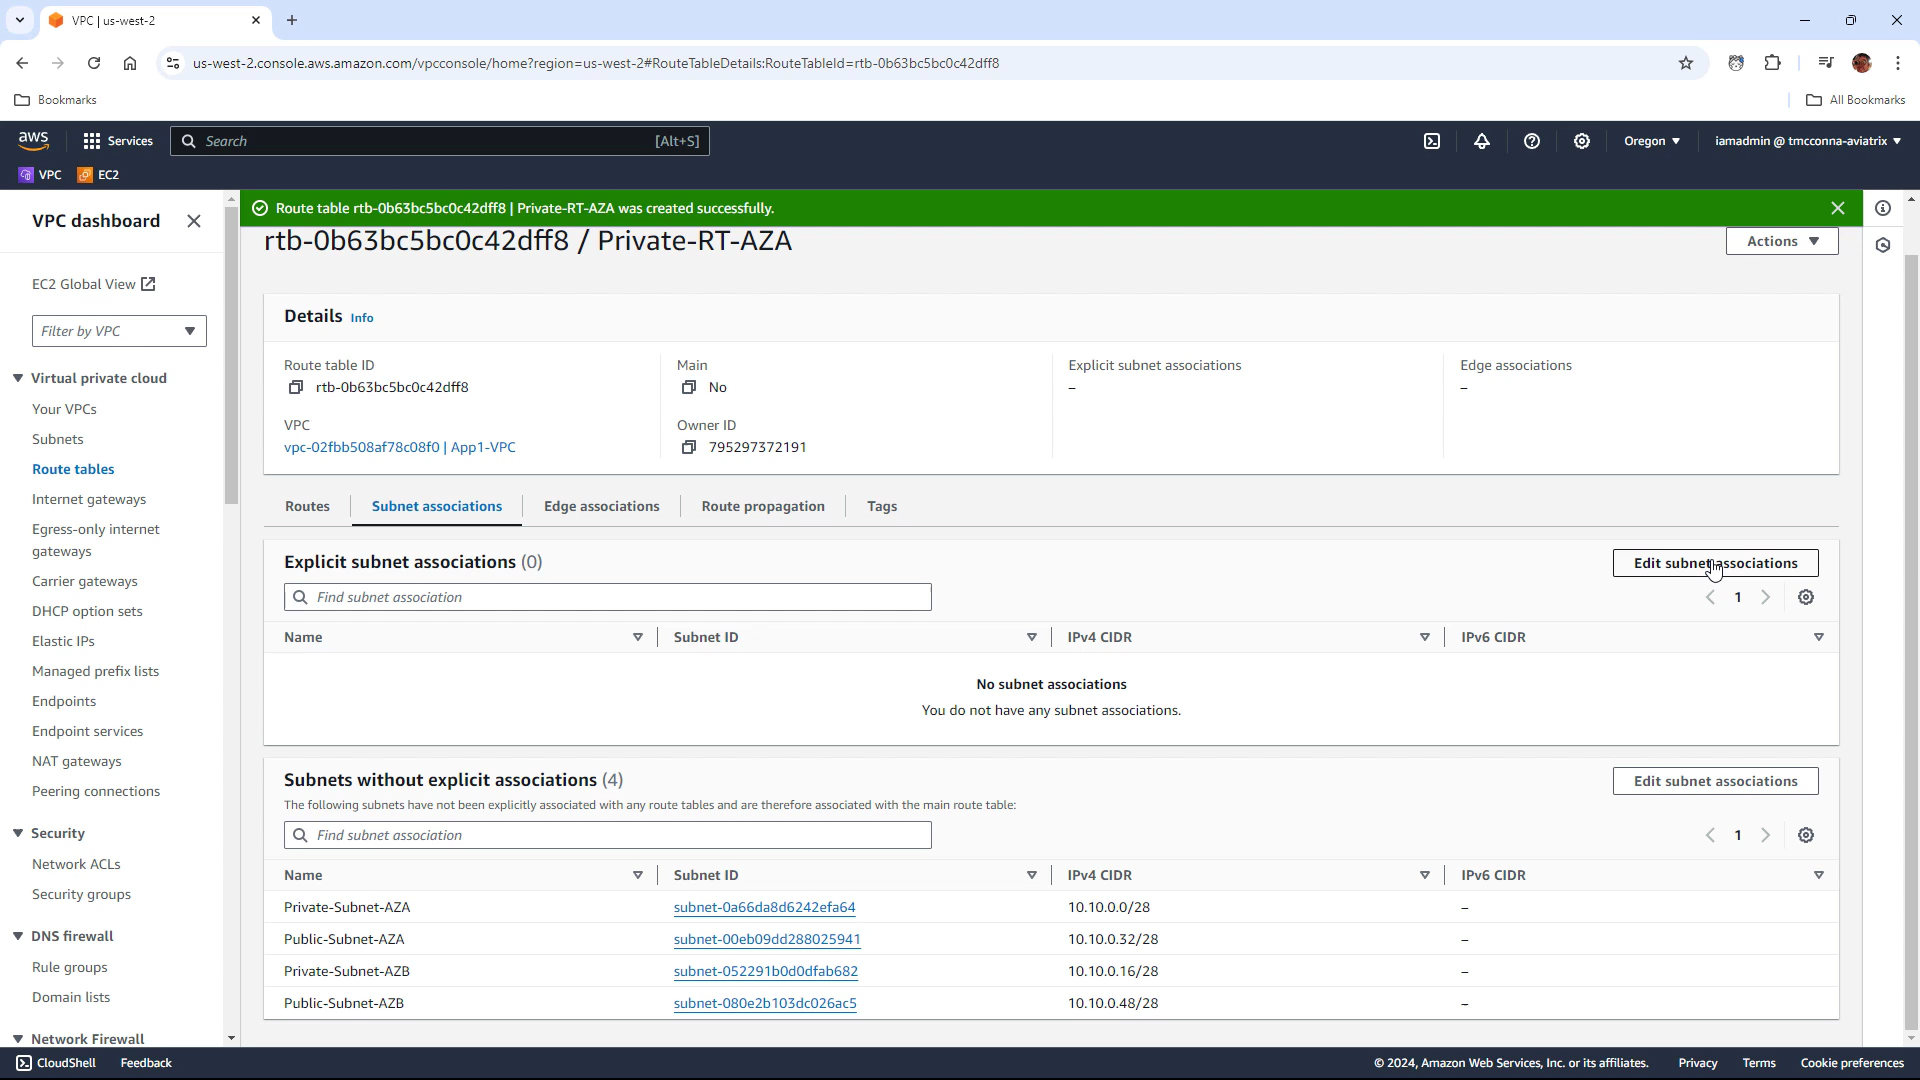 VPC | us-west-2
us-west-2.console.aws.amazon.com/vpcconsole/home?region=us-west-2#RouteTableDetails:RouteTableId=rtb-0b63bc5bc0c42dff8
Bookmarks
All Bookmarks
aws
Services
Search
[Alt+S]
Oregon
iamadmin @ tmcconna-aviatrix
VPC
EC2
VPC dashboard
EC2 Global View
Filter by VPC
Virtual private cloud
Your VPCs
Subnets
Route tables
Internet gateways
Egress-only internet
gateways
Carrier gateways
DHCP option sets
Elastic IPs
Managed prefix lists
Endpoints
Endpoint services
NAT gateways
Peering connections
Security
Network ACLs
Security groups
DNS firewall
Rule groups
Domain lists
Network Firewall
Route table rtb-0b63bc5bc0c42dff8 | Private-RT-AZA was created successfully.
rtb-0b63bc5bc0c42dff8 / Private-RT-AZA
Actions
Details Info
Route table ID
rtb-0b63bc5bc0c42dff8
Main
No
Explicit subnet associations
–
Edge associations
–
VPC
vpc-02fbb508af78c08f0 | App1-VPC
Owner ID
795297372191
Routes
Subnet associations
Edge associations
Route propagation
Tags
Explicit subnet associations (0)
Edit subnet associations
Find subnet association
1
Name Subnet ID IPv4 CIDR IPv6 CIDR
No subnet associations
You do not have any subnet associations.
Subnets without explicit associations (4)
Edit subnet associations
The following subnets have not been explicitly associated with any route tables and are therefore associated with the main route table:
Find subnet association
1
Name Subnet ID IPv4 CIDR IPv6 CIDR
Private-Subnet-AZA subnet-0a66da8d6242efa64 10.10.0.0/28 –
Public-Subnet-AZA subnet-00eb09dd288025941 10.10.0.32/28 –
Private-Subnet-AZB subnet-052291b0d0dfab682 10.10.0.16/28 –
Public-Subnet-AZB subnet-080e2b103dc026ac5 10.10.0.48/28 –
CloudShell
Feedback
© 2024, Amazon Web Services, Inc. or its affiliates.
Privacy
Terms
Cookie preferences